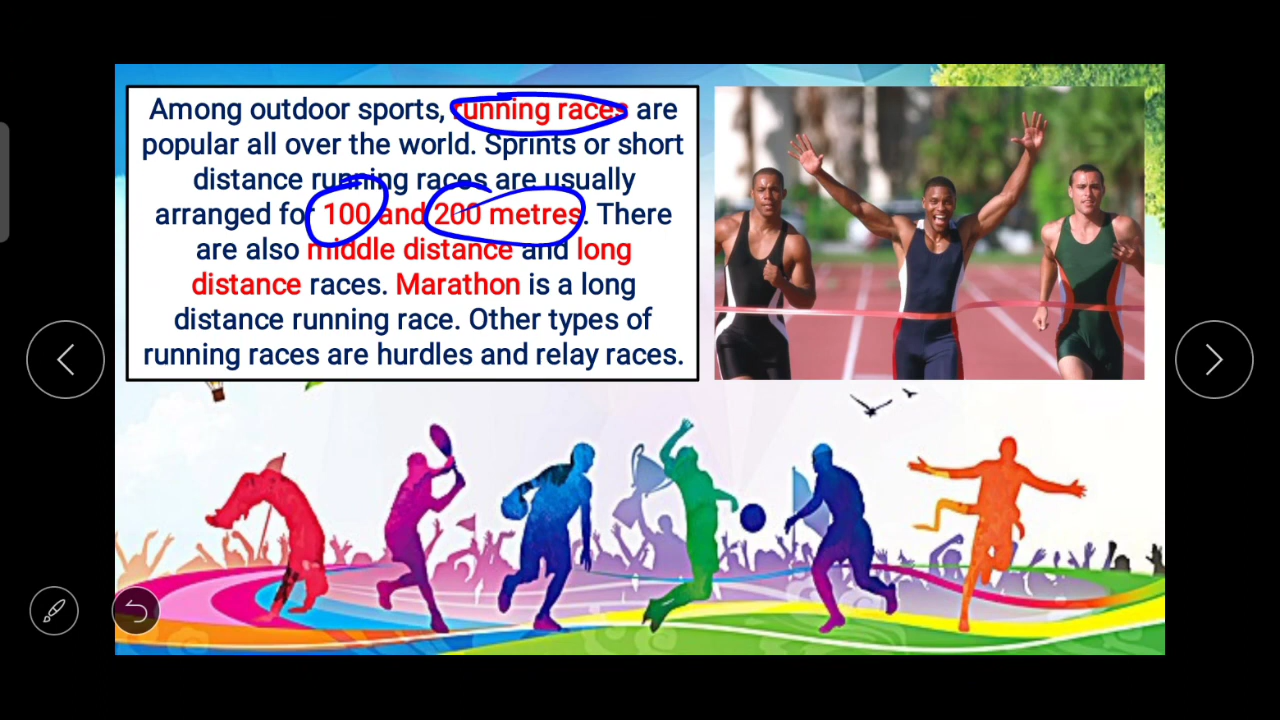 Among outdoor sports, running races are
popular all over the world. Sprints or short
distance running races are usually
arranged for 100 and 200 metres. There
are also middle distance and long
distance races. Marathon is a long
distance running race. Other types of
running races are hurdles and relay races.